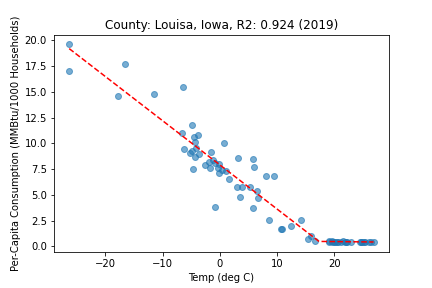 County: Louisa, Iowa, R2: 0.924 (2019)
Per-Capita Consumption (MMBtu/1000 Households)
20.0
17.5
15.0
12.5
10.0
7.5
5.0
2.5
0.0
−20 −10 0 10 20
Temp (deg C)